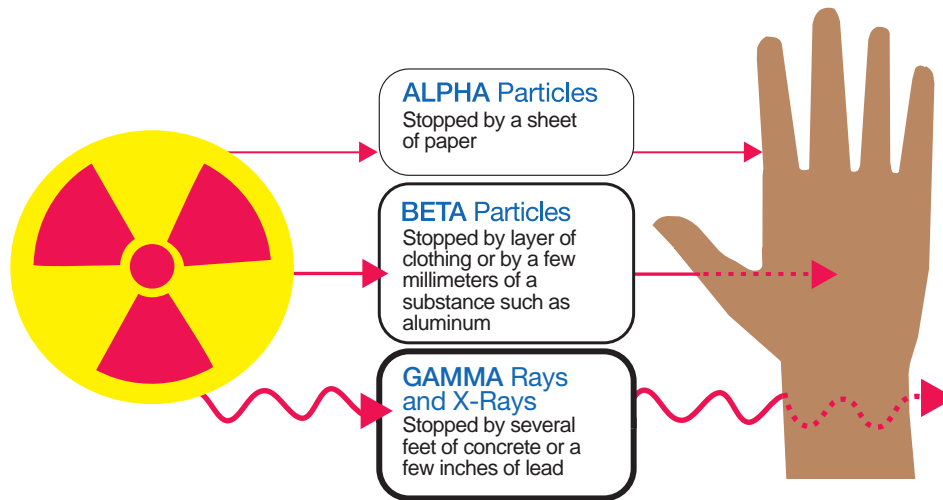 ALPHA Particles
Stopped by a sheet
of paper
BETA Particles
Stopped by layer of
clothing or by a few
millimeters of a
substance such as
aluminum
GAMMA Rays
and X-Rays
Stopped by several
feet of concrete or a
few inches of lead